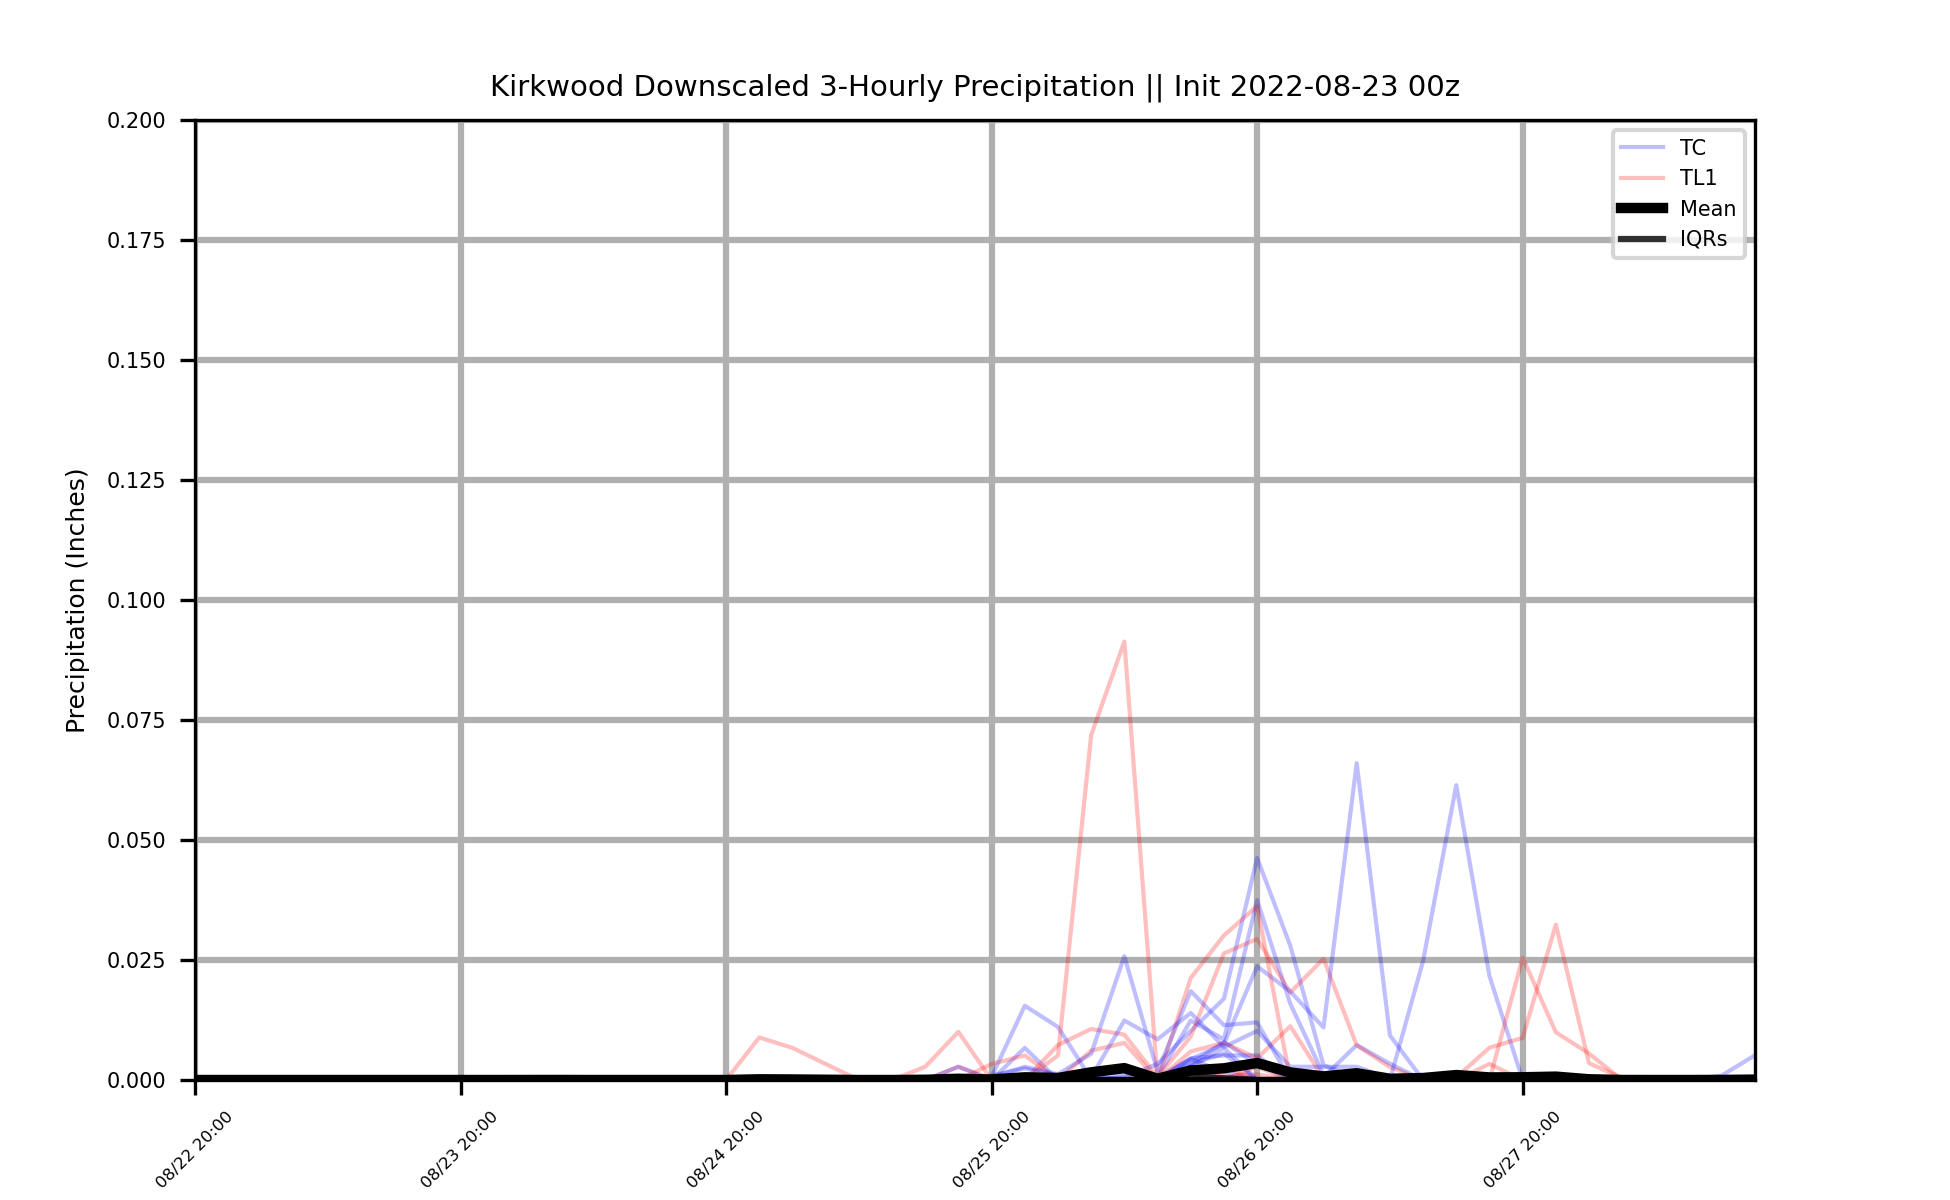 Kirkwood Downscaled 3-Hourly Precipitation || Init 2022-08-23 00z
TC
TL1
Mean
IQRs
Precipitation (Inches)
0.200
0.175
0.150
0.125
0.100
0.075
0.050
0.025
0.000
08/22 20:00
08/23 20:00
08/24 20:00
08/25 20:00
08/26 20:00
08/27 20:00